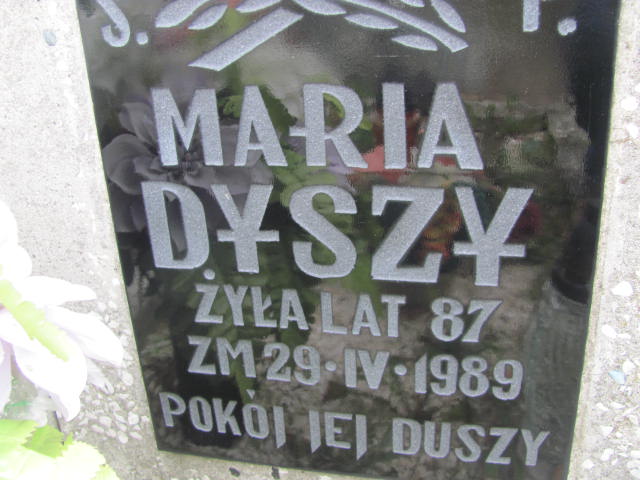 Ś. P.
MARIA
DYSZY
ŻYŁA LAT 87
ZM 29·IV·1989
POKÓJ JEJ DUSZY